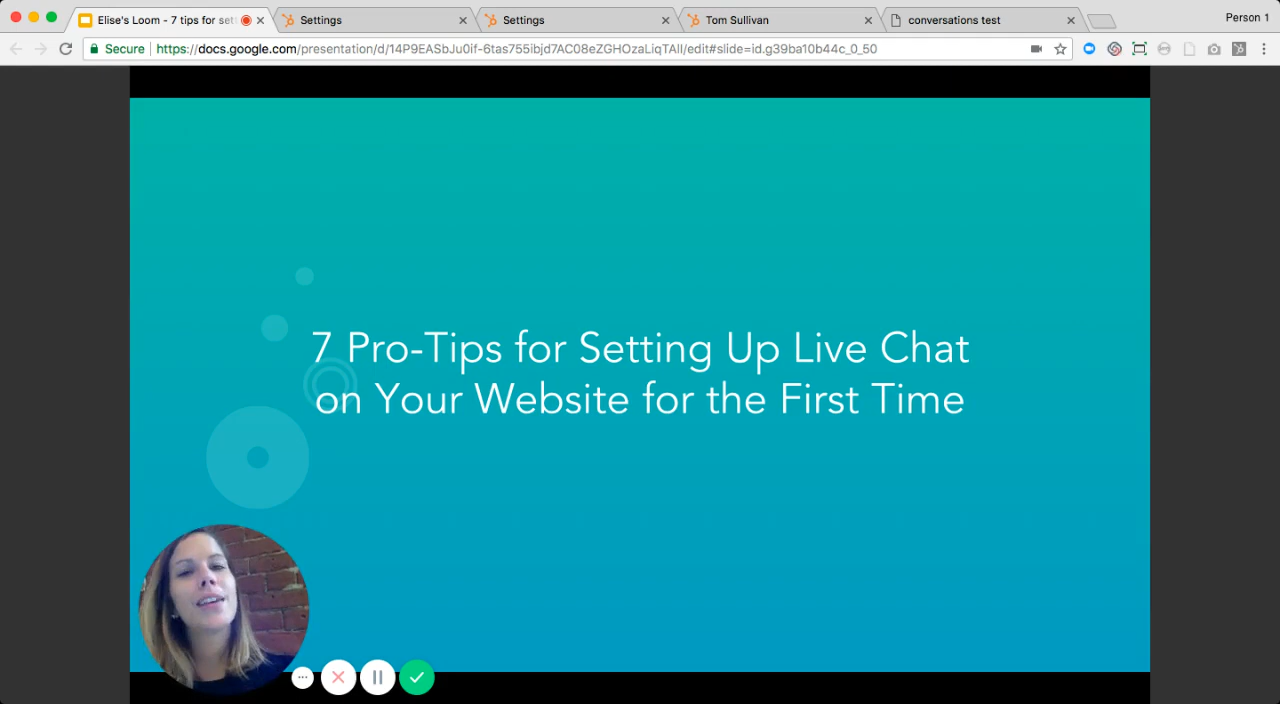 Elise's Loom - 7 tips for set
Settings
Settings
Tom Sullivan
conversations test
Person 1
Secure
https://docs.google.com/presentation/d/14P9EASbJu0if-6tas755ibjd7AC08eZGHOzaLiqTAlI/edit#slide=id.g39ba10b44c_0_50
7 Pro-Tips for Setting Up Live Chat
on Your Website for the First Time